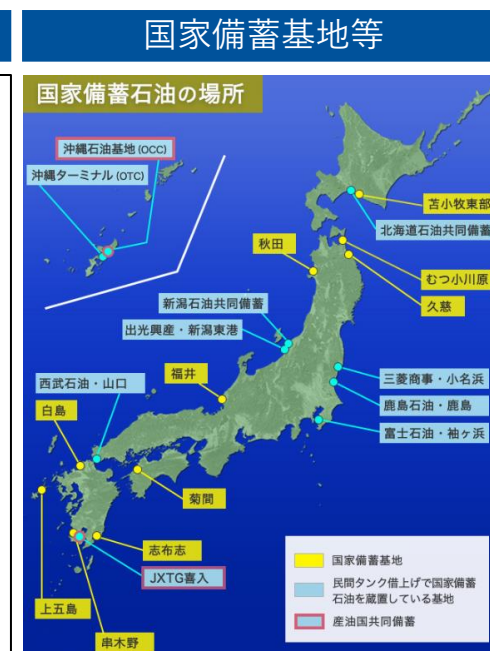 国家備蓄基地等
国家備蓄石油の場所
沖縄石油基地(OCC)
沖縄ターミナル(OTC)
苫小牧東部
北海道石油共同備蓄
秋田
むつ小川原
久慈
新潟石油共同備蓄
出光興産・新潟東港
福井
西武石油・山口
三菱商事・小名浜
白島
鹿島石油・鹿島
富士石油・袖ヶ浜
菊間
志布志
JXTG喜入
上五島
串木野
国家備蓄基地
民間タンク借上げで国家備蓄
石油を蔵置している基地
産油国共同備蓄